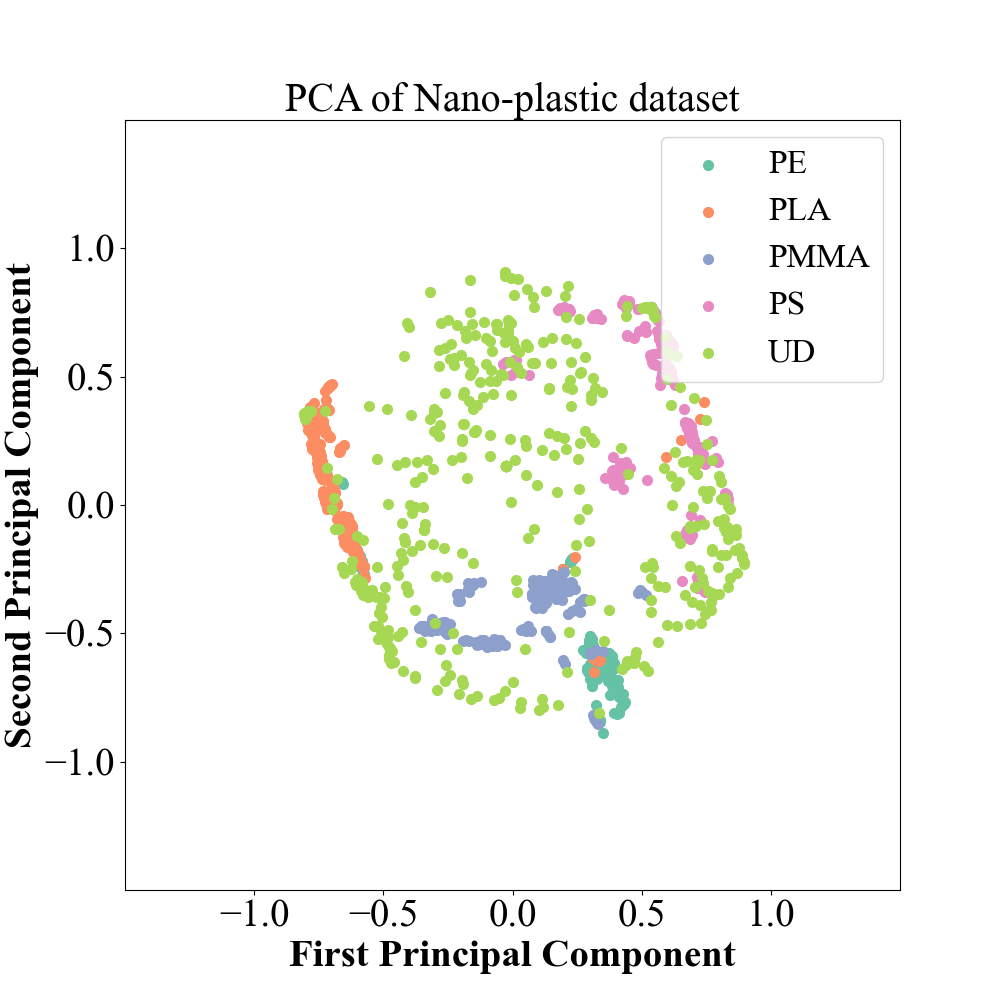 PCA of Nano-plastic dataset
PE
PLA
PMMA
PS
UD
Second Principal Component
1.0
0.5
0.0
−0.5
−1.0
−1.0
−0.5
0.0
0.5
1.0
First Principal Component